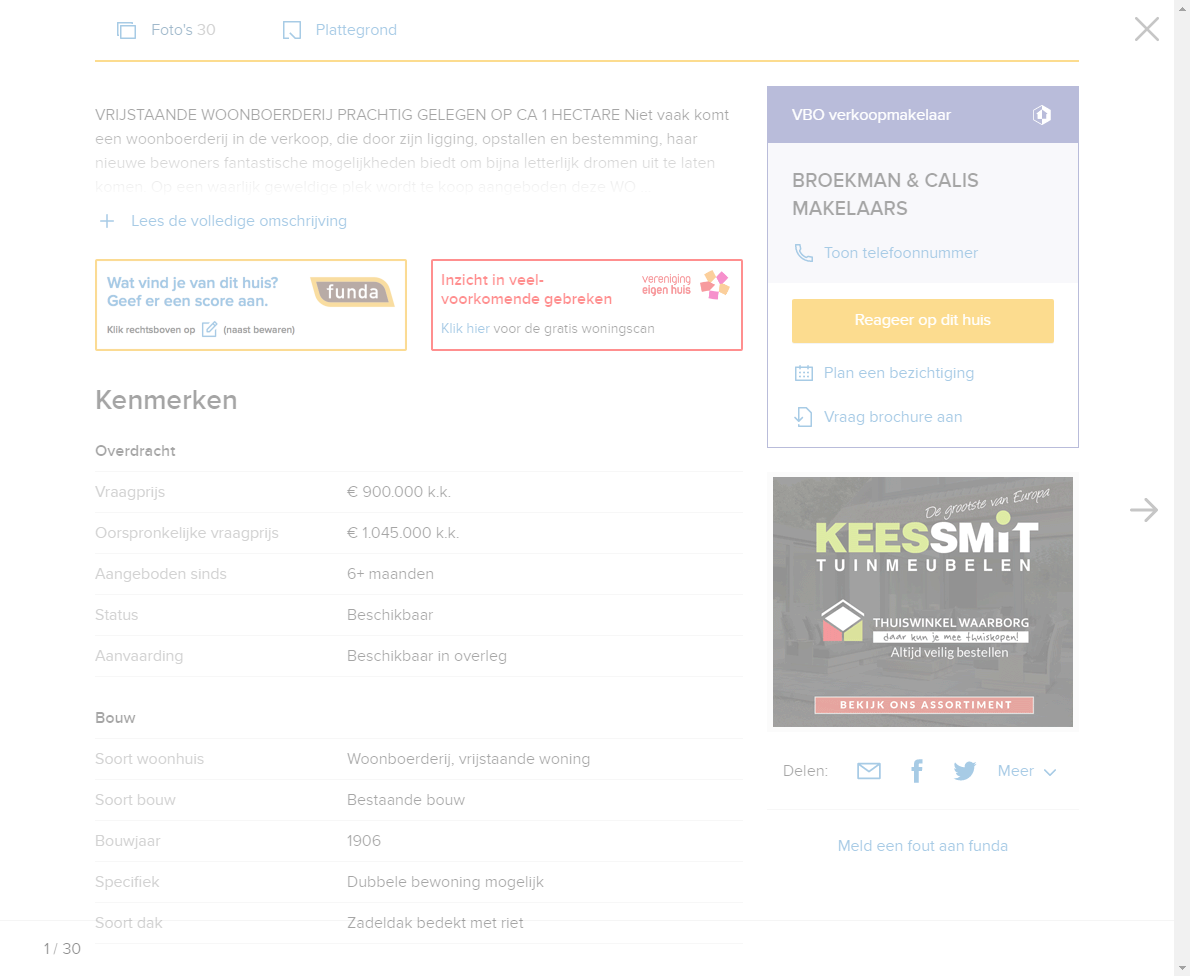 Foto's 30
Plattegrond
VRIJSTAANDE WOONBOERDERIJ PRACHTIG GELEGEN OP CA 1 HECTARE Niet vaak komt
een woonboerderij in de verkoop, die door zijn ligging, opstallen en bestemming, haar
nieuwe bewoners fantastische mogelijkheden biedt om bijna letterlijk dromen uit te laten
komen. Op een waarlijk geweldige plek wordt te koop aangeboden deze WO...
Lees de volledige omschrijving
Wat vind je van dit huis?
Geef er een score aan.
funda
Klik rechtsboven op (naast bewaren)
Inzicht in veel-
voorkomende gebreken
vereniging
eigen huis
Klik hier voor de gratis woningscan
Kenmerken
Overdracht
Vraagprijs € 900.000 k.k.
Oorspronkelijke vraagprijs € 1.045.000 k.k.
Aangeboden sinds 6+ maanden
Status Beschikbaar
Aanvaarding Beschikbaar in overleg
Bouw
Soort woonhuis Woonboerderij, vrijstaande woning
Soort bouw Bestaande bouw
Bouwjaar 1906
Specifiek Dubbele bewoning mogelijk
Soort dak Zadeldak bedekt met riet
VBO verkoopmakelaar
BROEKMAN & CALIS
MAKELAARS
Toon telefoonnummer
Reageer op dit huis
Plan een bezichtiging
Vraag brochure aan
De grootste van Europa
KEESSMiT
TUINMEUBELEN
THUISWINKEL WAARBORG
daar kun je mee thuiskopen!
Altijd veilig bestellen
BEKIJK ONS ASSORTIMENT
Delen: Meer
Meld een fout aan funda
1 / 30